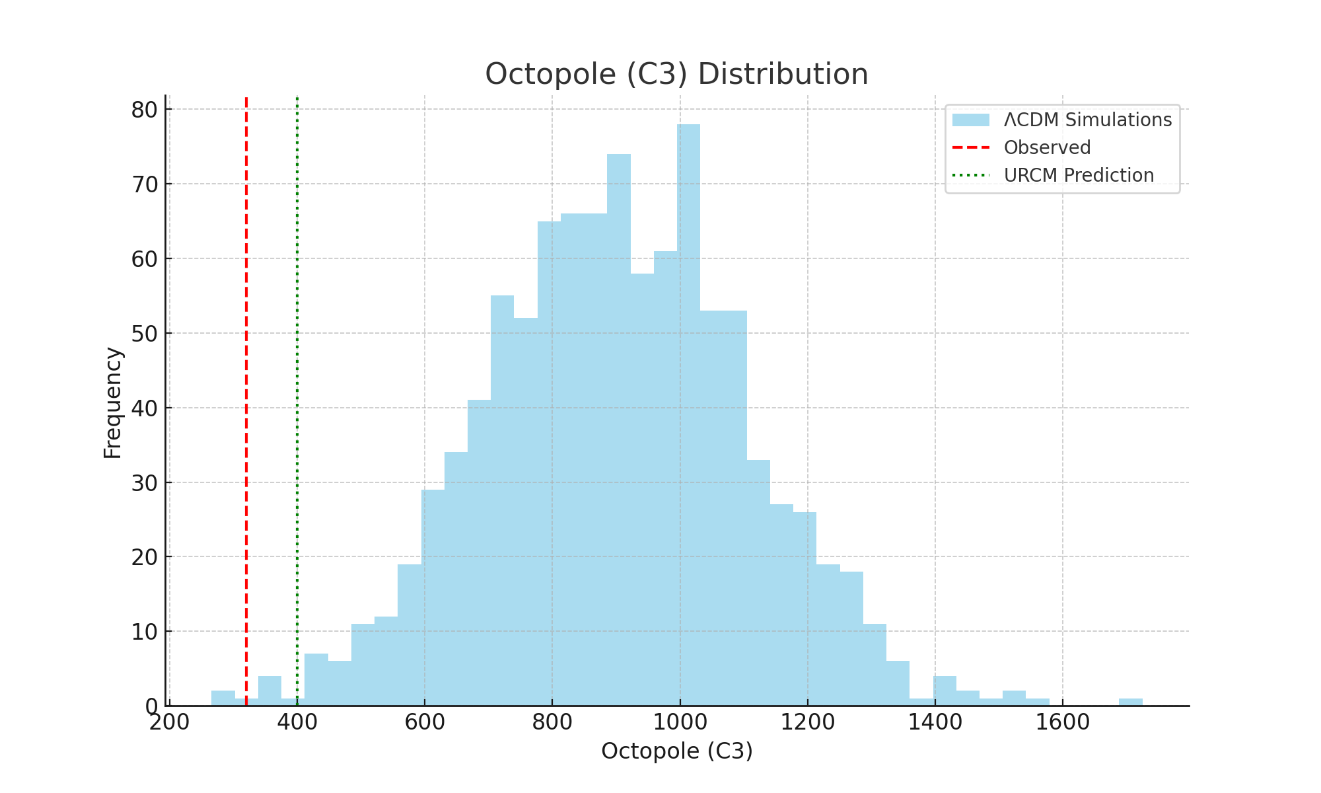 Octopole (C3) Distribution
ΛCDM Simulations
Observed
URCM Prediction
Frequency
80
70
60
50
40
30
20
10
0
200 400 600 800 1000 1200 1400 1600
Octopole (C3)